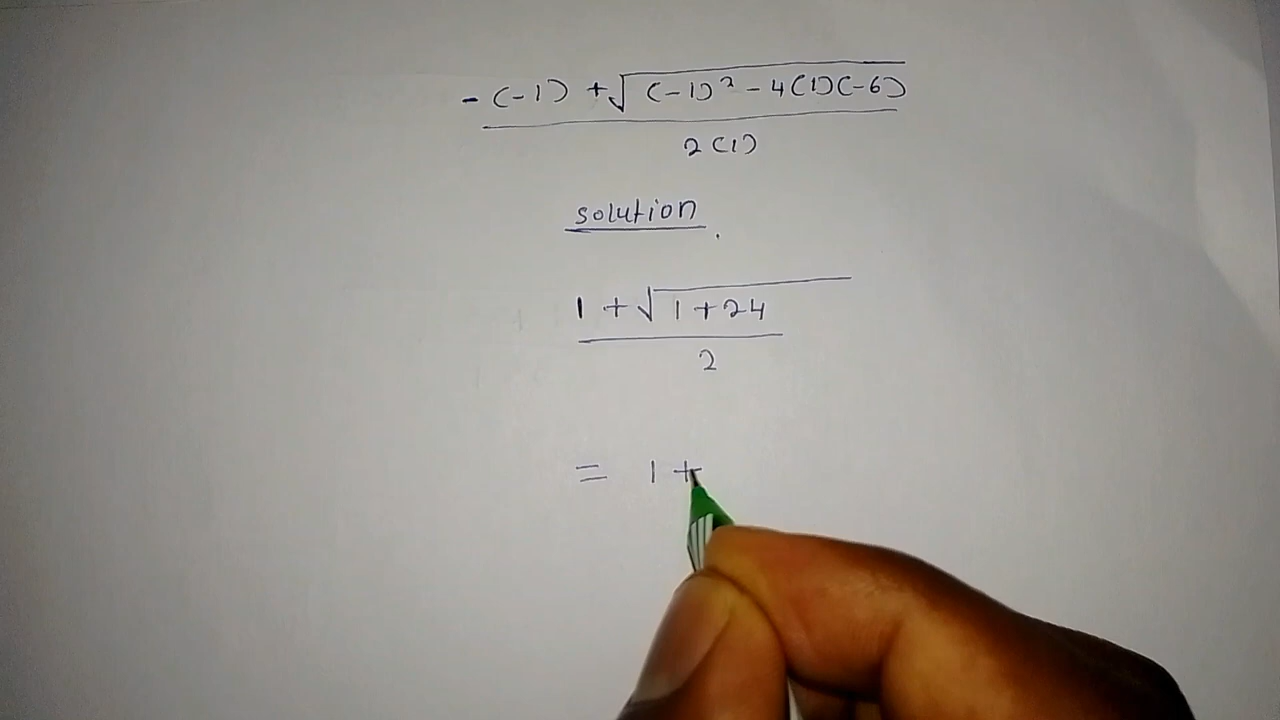 -(-1) +√(-1)² - 4(1)(-6)
2(1)
solution.
1 + √1+24
2
= 1 +